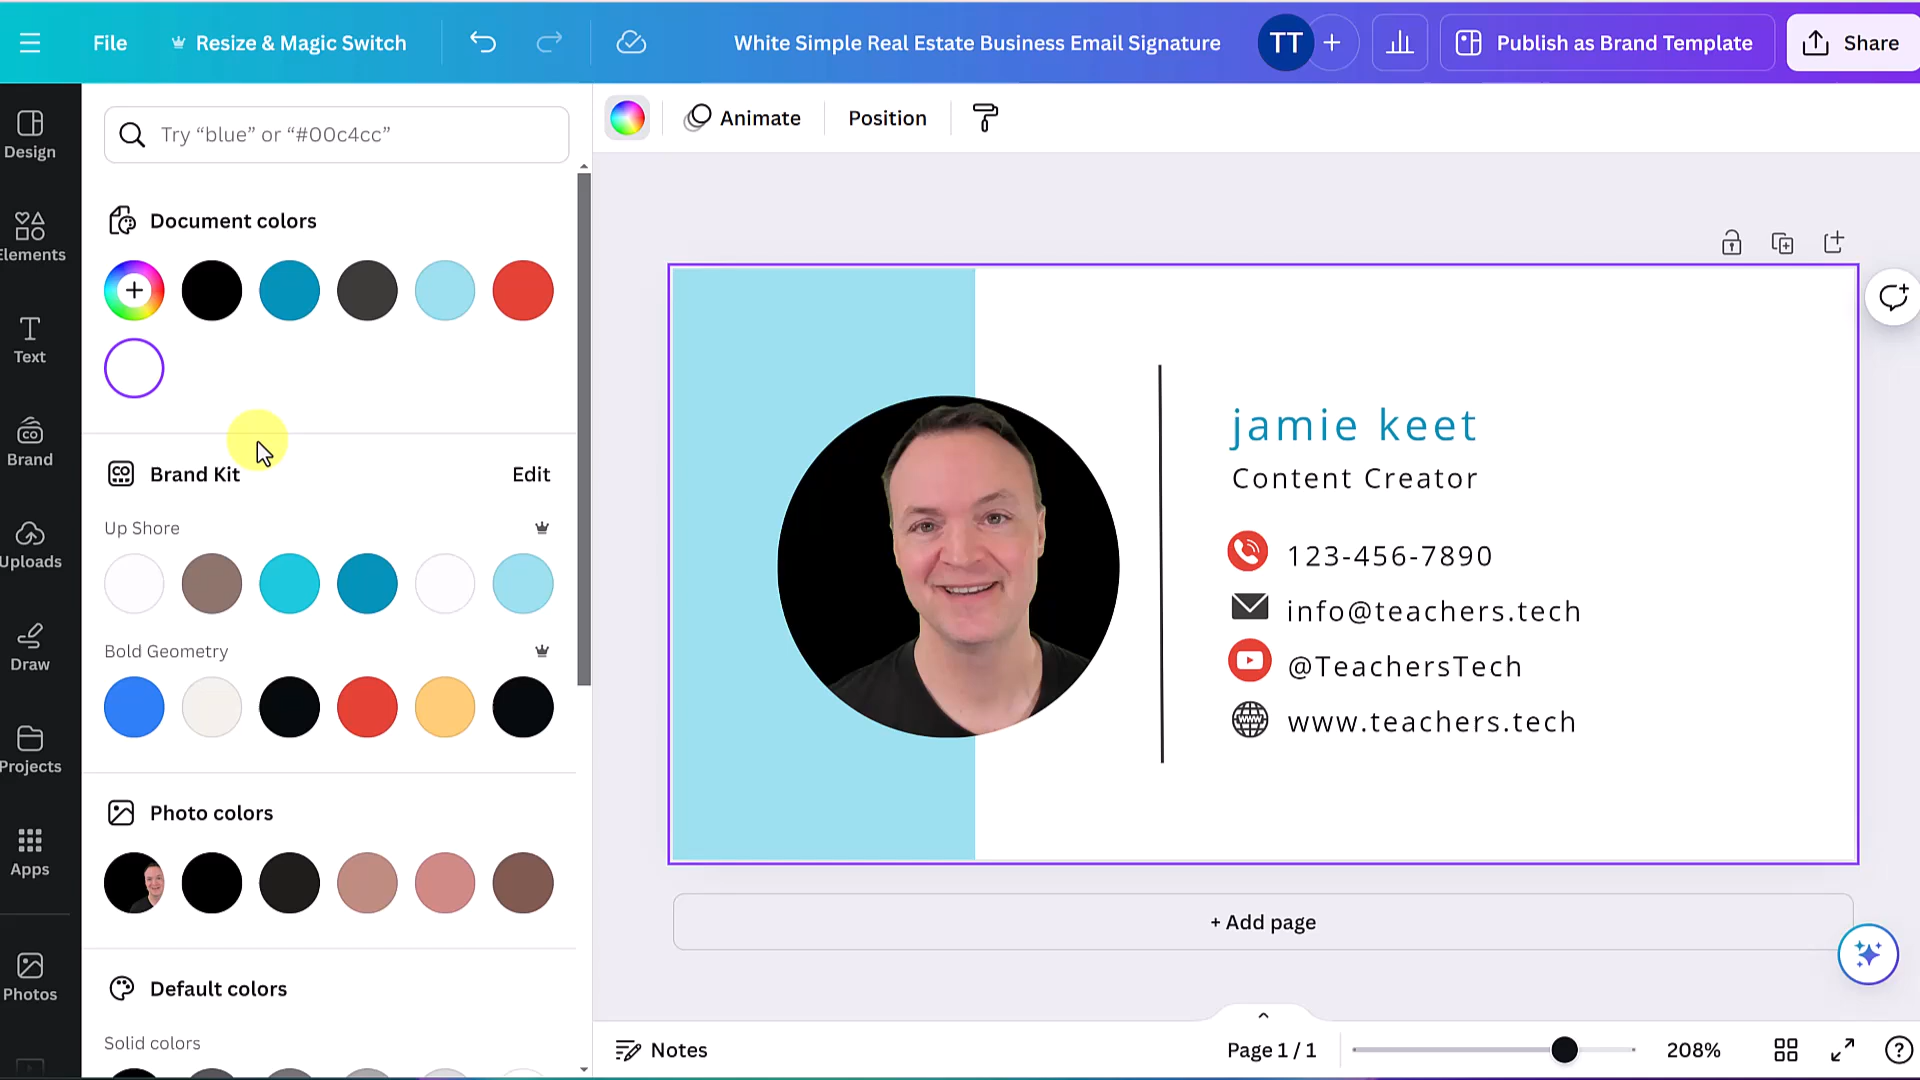 File
Resize & Magic Switch
White Simple Real Estate Business Email Signature
TT
Publish as Brand Template
Share
Design
Elements
Text
Brand
Uploads
Draw
Projects
Apps
Photos
Try “blue” or “#00c4cc”
Document colors
Brand Kit
Edit
Up Shore
Bold Geometry
Photo colors
Default colors
Solid colors
Animate
Position
jamie keet
Content Creator
123-456-7890
info@teachers.tech
@TeachersTech
www.teachers.tech
+ Add page
Notes
Page 1 / 1
208%